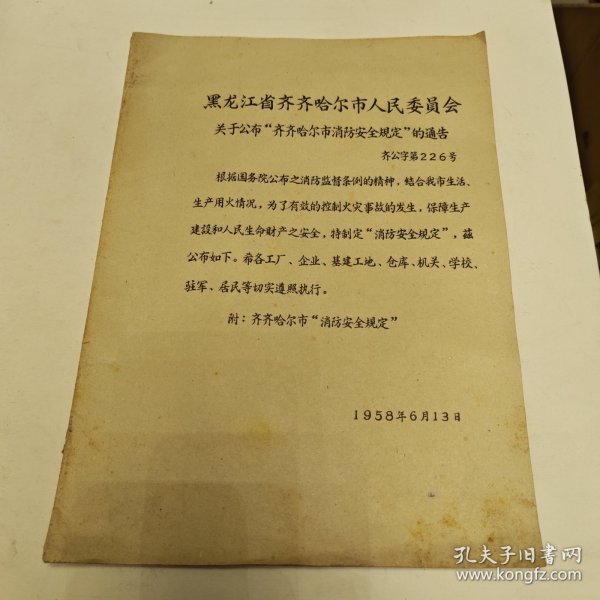 黑龙江省齐齐哈尔市人民委員会
关于公布“齐齐哈尔市消防安全规定”的通告
齐公字第226号
根据国务院公布之消防监督条例的精神，结合我市生活、
生产用火情况，为了有效的控制火灾事故的发生，保障生产
建設和人民生命财产之安全，特制定“消防安全规定”，茲
公布如下。希各工厂、企业、基建工地、仓库、机关、学校、
驻军、居民等切实遵照执行。
附：齐齐哈尔市“消防安全规定”
1958年6月13日
孔夫子旧书网
www.kongfz.com